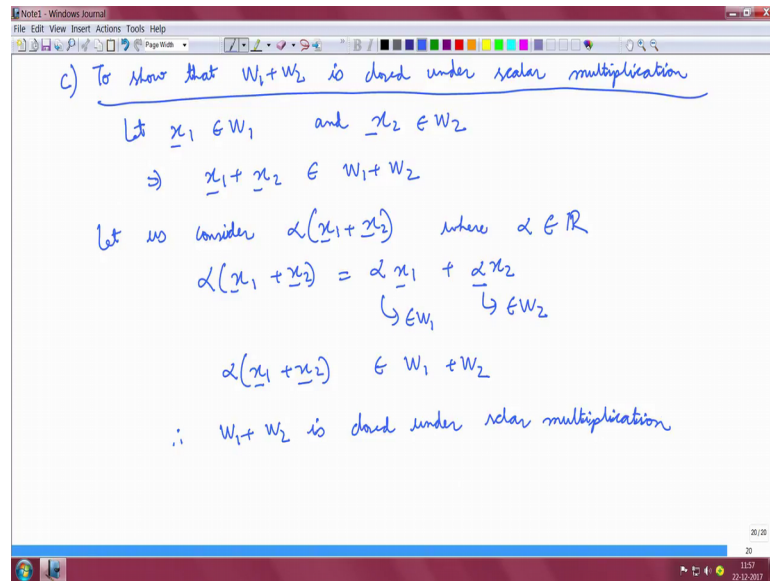 Note1 - Windows Journal
File Edit View Insert Actions Tools Help
Page Width
c) To show that W₁+W₂ is closed under scalar multiplication
Let x₁ ∈ W₁ and x₂ ∈ W₂
⇒ x₁+x₂ ∈ W₁+W₂
Let us consider α(x₁+x₂) where α ∈ ℝ
α(x₁+x₂) = αx₁ + αx₂
↳ ∈W₁ ↳ ∈W₂
α(x₁+x₂) ∈ W₁+W₂
∴ W₁+W₂ is closed under sclar multiplication
20/20
20
11:57
22-12-2017